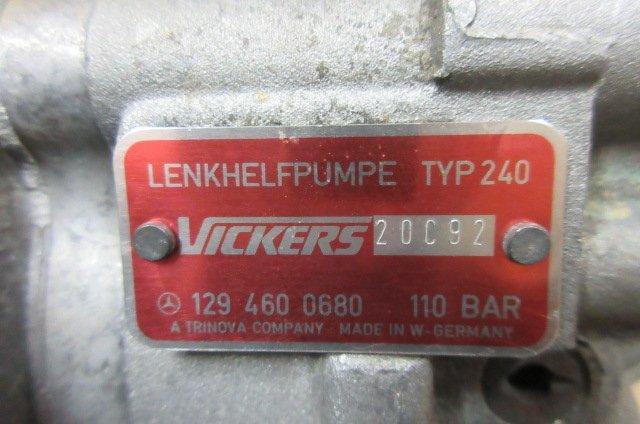 LENKHELFPUMPE TYP 240
VICKERS 20C92
129 460 0680 110 BAR
A TRINOVA COMPANY MADE IN W-GERMANY